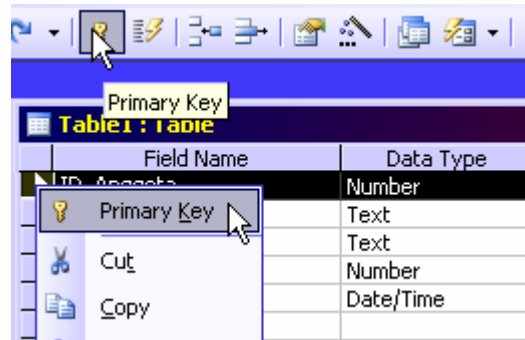 Primary Key
Table1 : Table
Field Name Data Type
ID_Anggota Number
Primary Key Text
Text
Cut Number
Date/Time
Copy